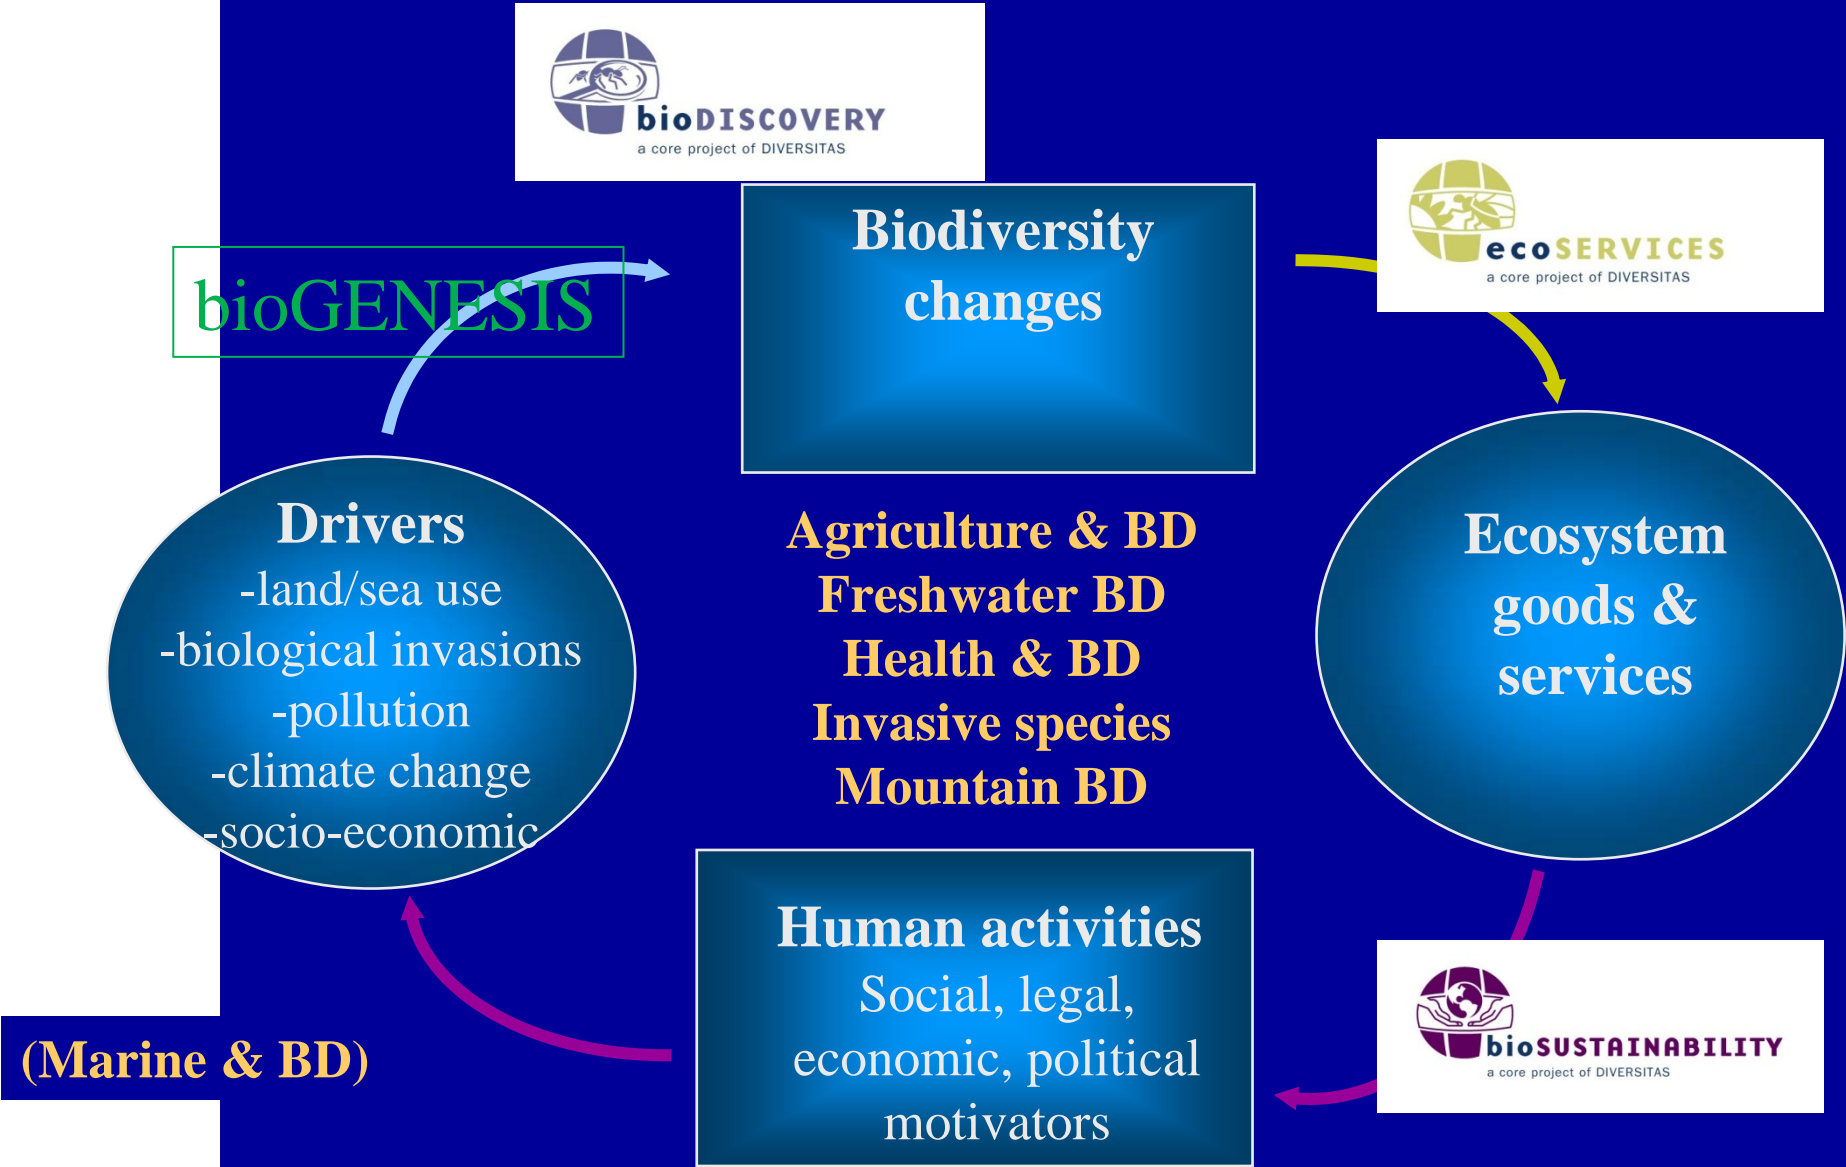 bioDISCOVERY
a core project of DIVERSITAS
ecoSERVICES
a core project of DIVERSITAS
bioGENESIS
Biodiversity
changes
Drivers
-land/sea use
-biological invasions
-pollution
-climate change
-socio-economic
Agriculture & BD
Freshwater BD
Health & BD
Invasive species
Mountain BD
Ecosystem
goods &
services
Human activities
Social, legal,
economic, political
motivators
bioSUSTAINABILITY
a core project of DIVERSITAS
(Marine & BD)